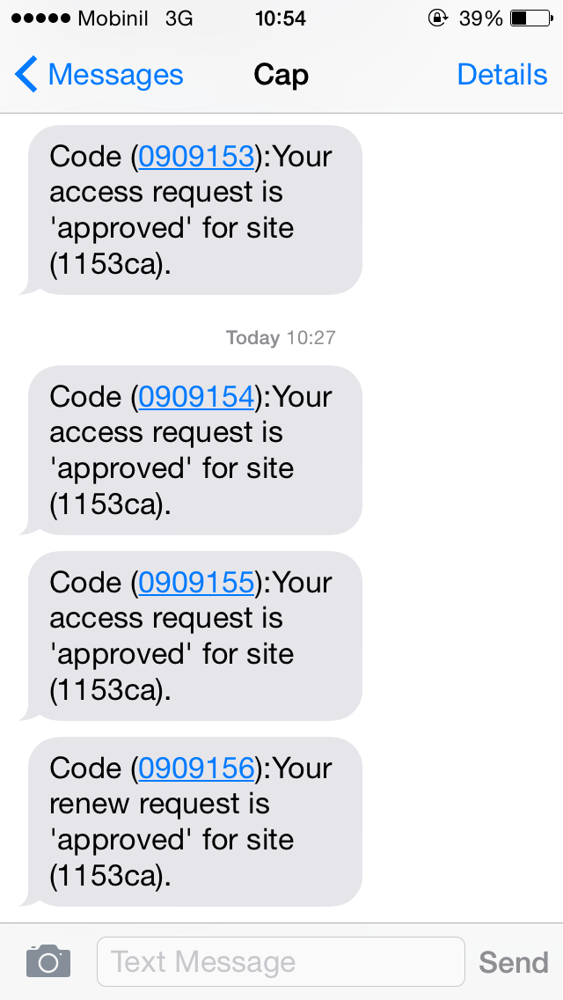 Mobinil 3G 10:54 39%
Messages Cap Details
Code (0909153):Your
access request is
'approved' for site
(1153ca).
Today 10:27
Code (0909154):Your
access request is
'approved' for site
(1153ca).
Code (0909155):Your
access request is
'approved' for site
(1153ca).
Code (0909156):Your
renew request is
'approved' for site
(1153ca).
Text Message Send